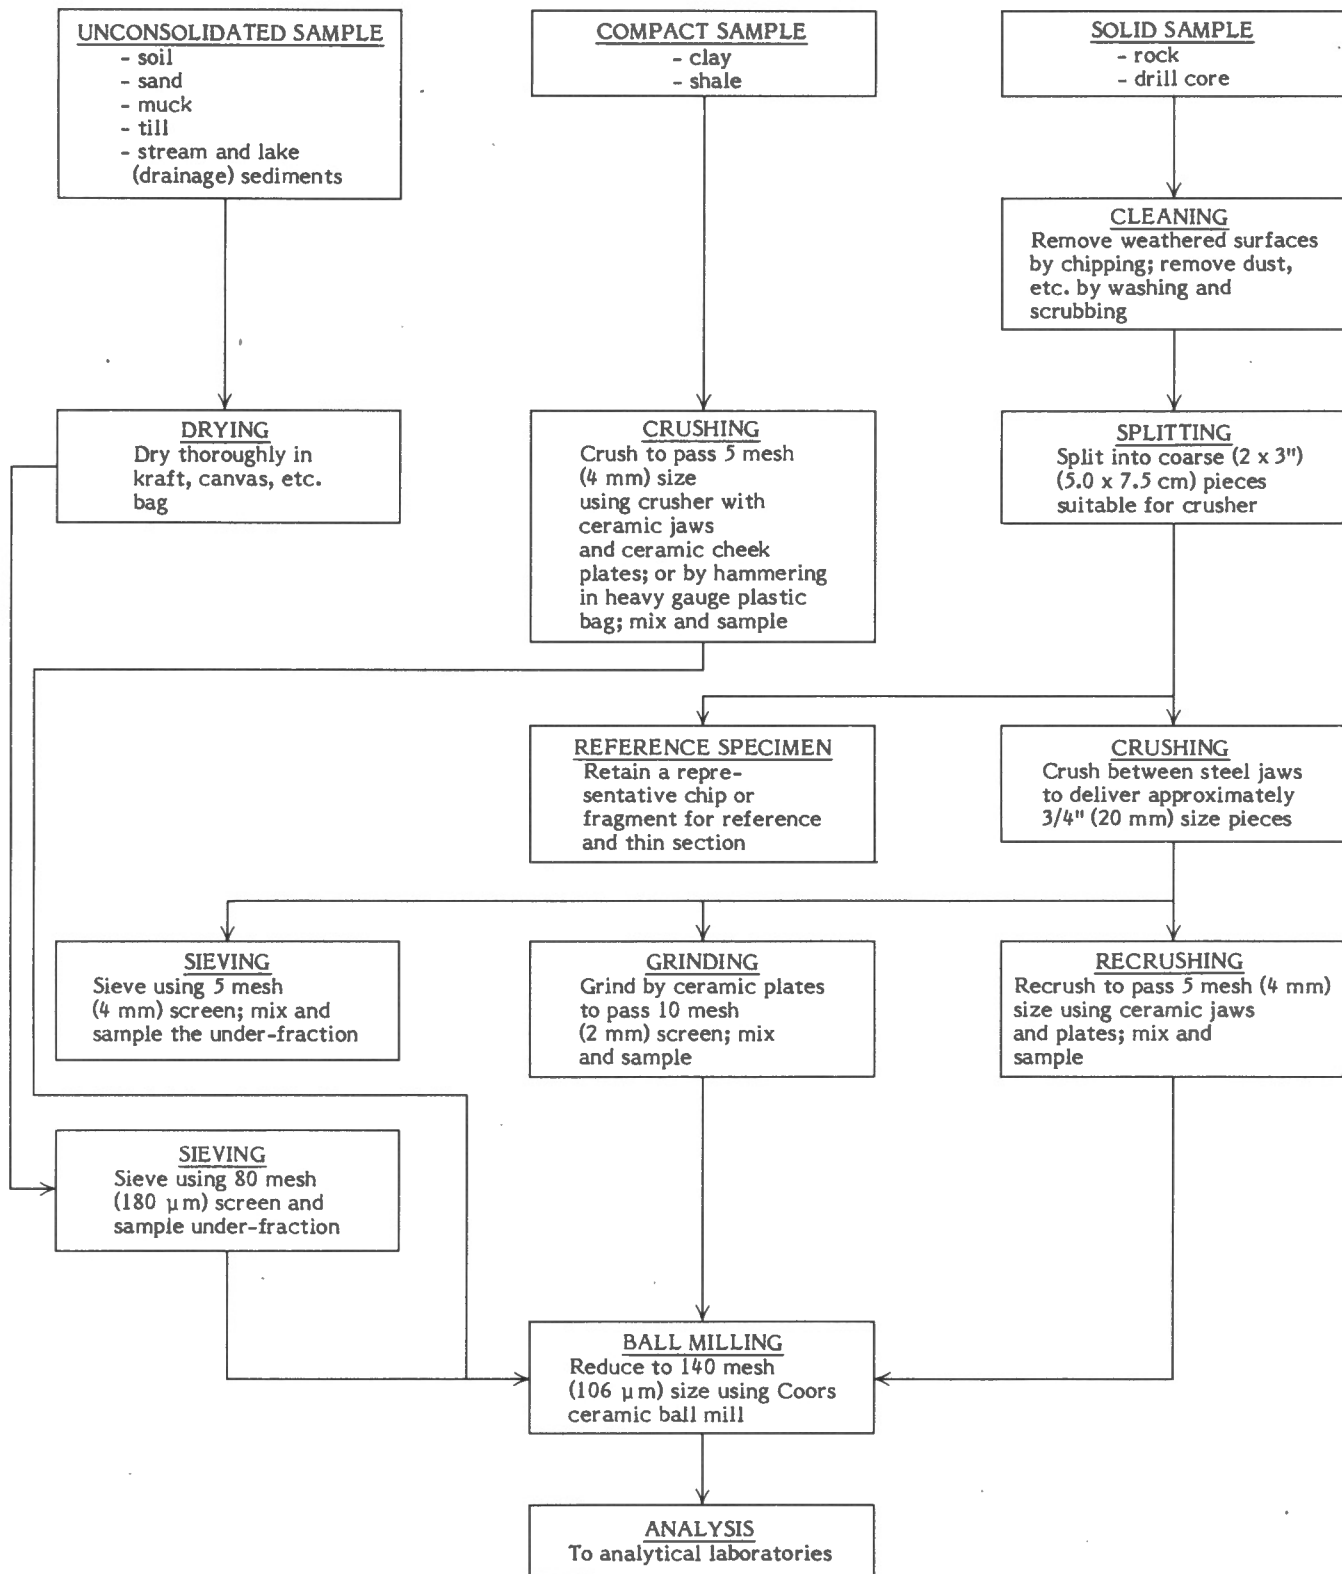 UNCONSOLIDATED SAMPLE
- soil
- sand
- muck
- till
- stream and lake
(drainage) sediments
COMPACT SAMPLE
- clay
- shale
SOLID SAMPLE
- rock
- drill core
CLEANING
Remove weathered surfaces
by chipping; remove dust,
etc. by washing and
scrubbing
DRYING
Dry thoroughly in
kraft, canvas, etc.
bag
CRUSHING
Crush to pass 5 mesh
(4 mm) size
using crusher with
ceramic jaws
and ceramic cheek
plates; or by hammering
in heavy gauge plastic
bag; mix and sample
SPLITTING
Split into coarse (2 x 3")
(5.0 x 7.5 cm) pieces
suitable for crusher
REFERENCE SPECIMEN
Retain a repre-
sentative chip or
fragment for reference
and thin section
CRUSHING
Crush between steel jaws
to deliver approximately
3/4" (20 mm) size pieces
SIEVING
Sieve using 5 mesh
(4 mm) screen; mix and
sample the under-fraction
GRINDING
Grind by ceramic plates
to pass 10 mesh
(2 mm) screen; mix
and sample
RECRUSHING
Recrush to pass 5 mesh (4 mm)
size using ceramic jaws
and plates; mix and
sample
SIEVING
Sieve using 80 mesh
(180 µm) screen and
sample under-fraction
BALL MILLING
Reduce to 140 mesh
(106 µm) size using Coors
ceramic ball mill
ANALYSIS
To analytical laboratories